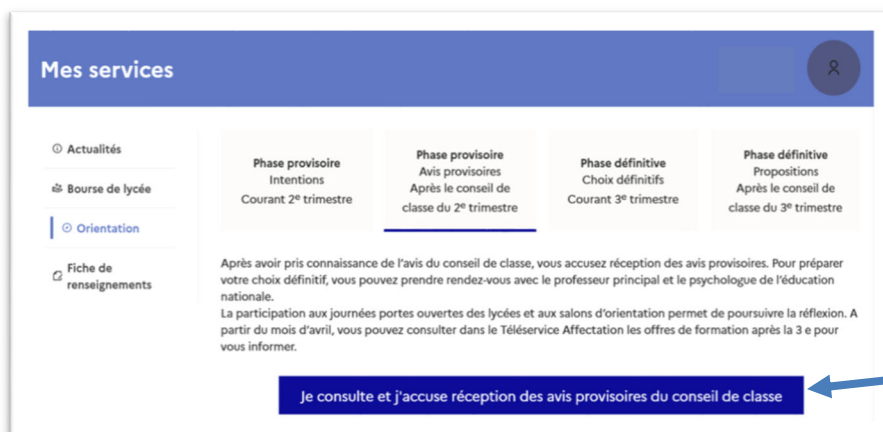 Mes services
Actualités
Bourse de lycée
Orientation
Fiche de
renseignements
Phase provisoire
Intentions
Courant 2e trimestre
Phase provisoire
Avis provisoires
Après le conseil de
classe du 2e trimestre
Phase définitive
Choix définitifs
Courant 3e trimestre
Phase définitive
Propositions
Après le conseil de
classe du 3e trimestre
Après avoir pris connaissance de l'avis du conseil de classe, vous accusez réception des avis provisoires. Pour préparer
votre choix définitif, vous pouvez prendre rendez-vous avec le professeur principal et le psychologue de l'éducation
nationale.
La participation aux journées portes ouvertes des lycées et aux salons d'orientation permet de poursuivre la réflexion. A
partir du mois d'avril, vous pouvez consulter dans le Téléservice Affectation les offres de formation après la 3 e pour
vous informer.
Je consulte et j'accuse réception des avis provisoires du conseil de classe